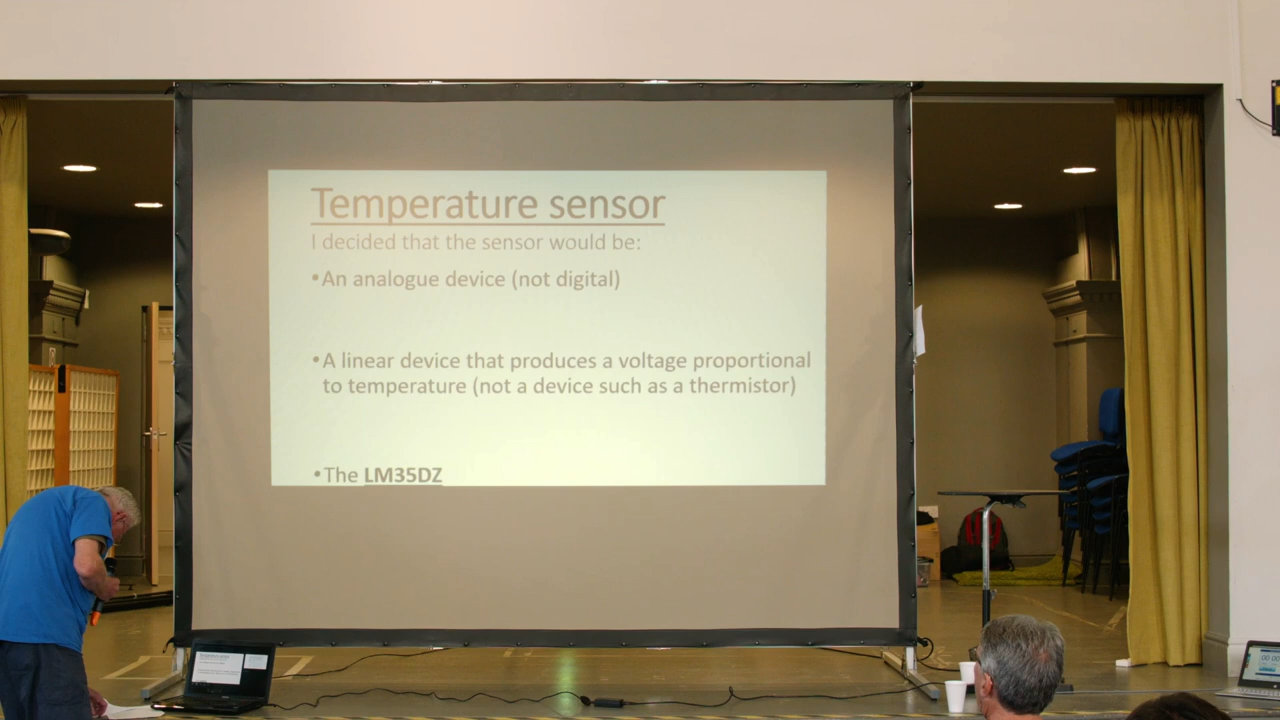 Temperature sensor
I decided that the sensor would be:
•An analogue device (not digital)
•A linear device that produces a voltage proportional
to temperature (not a device such as a thermistor)
•The LM35DZ